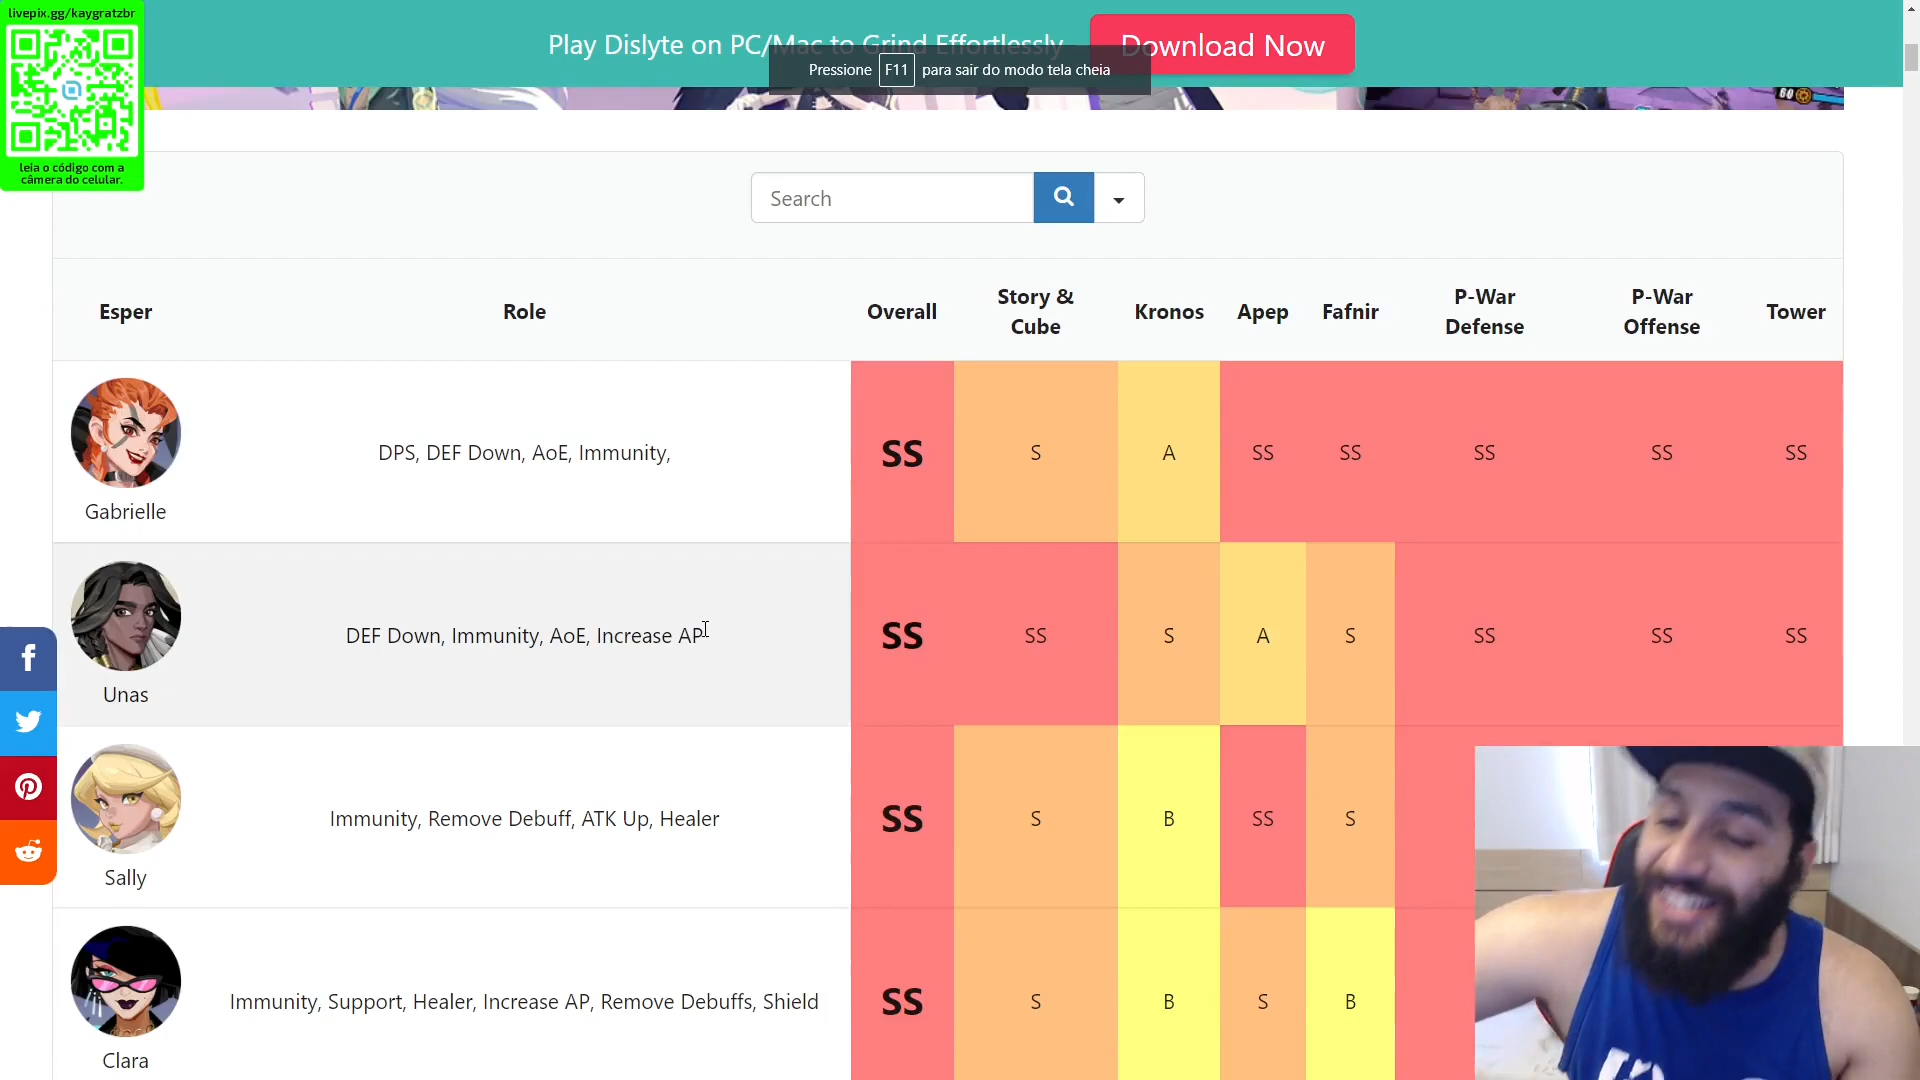 livepix.gg/kaygratzbr
leia o código com a
câmera do celular.
Play Dislyte on PC/Mac to Grind Effortlessly
Download Now
Pressione F11 para sair do modo tela cheia
60
Search
Esper
Role
Overall
Story &
Cube
Kronos
Apep
Fafnir
P-War
Defense
P-War
Offense
Tower
Gabrielle
DPS, DEF Down, AoE, Immunity,
SS S A SS SS SS SS SS
Unas
DEF Down, Immunity, AoE, Increase AP
SS SS S A S SS SS SS
Sally
Immunity, Remove Debuff, ATK Up, Healer
SS S B SS S
Clara
Immunity, Support, Healer, Increase AP, Remove Debuffs, Shield
SS S B S B